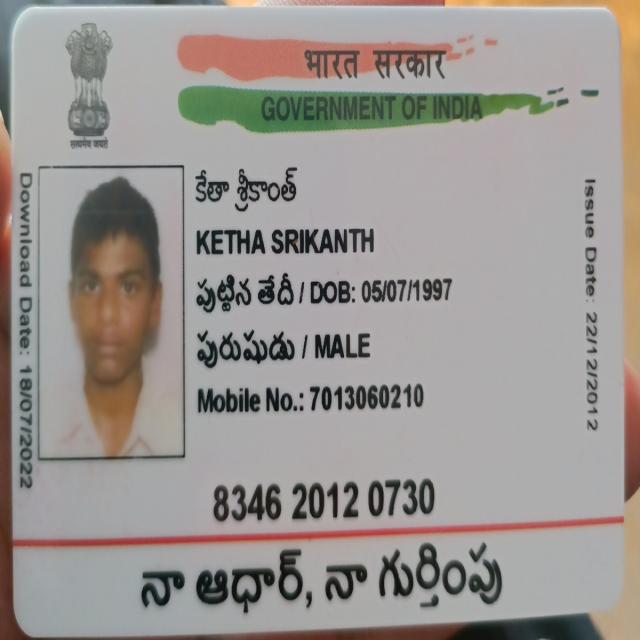 सत्यमेव जयते
भारत सरकार
GOVERNMENT OF INDIA
Download Date: 18/07/2022
కేతా శ్రీకాంత్
KETHA SRIKANTH
పుట్టిన తేదీ / DOB: 05/07/1997
పురుషుడు / MALE
Mobile No.: 7013060210
Issue Date: 22/12/2012
8346 2012 0730
నా ఆధార్, నా గుర్తింపు